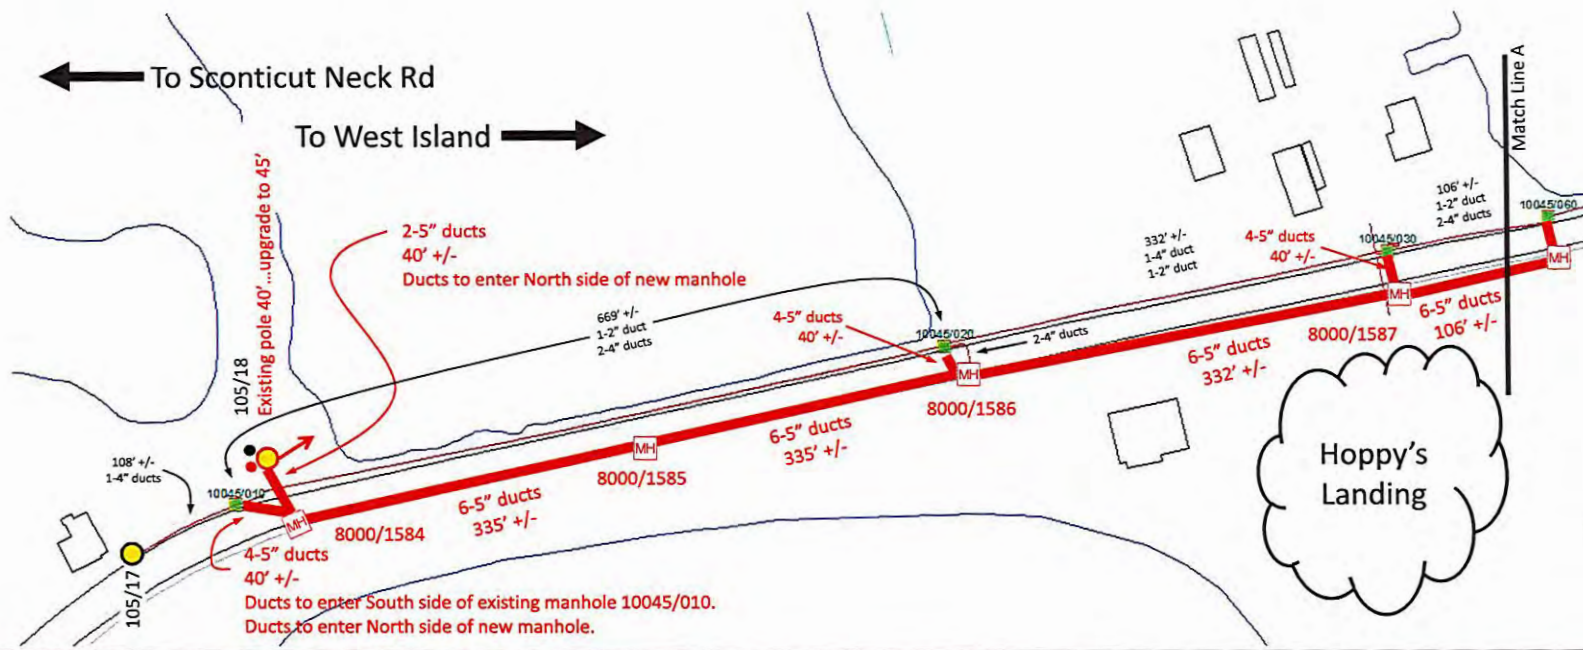 To Sconticut Neck Rd
To West Island
Match Line A
Existing pole 40’...upgrade to 45’
105/18
2-5” ducts
40’ +/-
Ducts to enter North side of new manhole
669’ +/-
1-2” duct
2-4” ducts
4-5” ducts
40’ +/-
10045/020
2-4” ducts
MH
8000/1586
332’ +/-
1-4” duct
1-2” duct
4-5” ducts
40’ +/-
10045/030
106’ +/-
1-2” duct
2-4” ducts
10045/060
MH
MH
8000/1587
6-5” ducts
106’ +/-
6-5” ducts
332’ +/-
6-5” ducts
335’ +/-
MH
8000/1585
6-5” ducts
335’ +/-
MH
8000/1584
108’ +/-
1-4” ducts
10045/010
105/17
4-5” ducts
40’ +/-
Ducts to enter South side of existing manhole 10045/010.
Ducts to enter North side of new manhole.
Hoppy’s
Landing